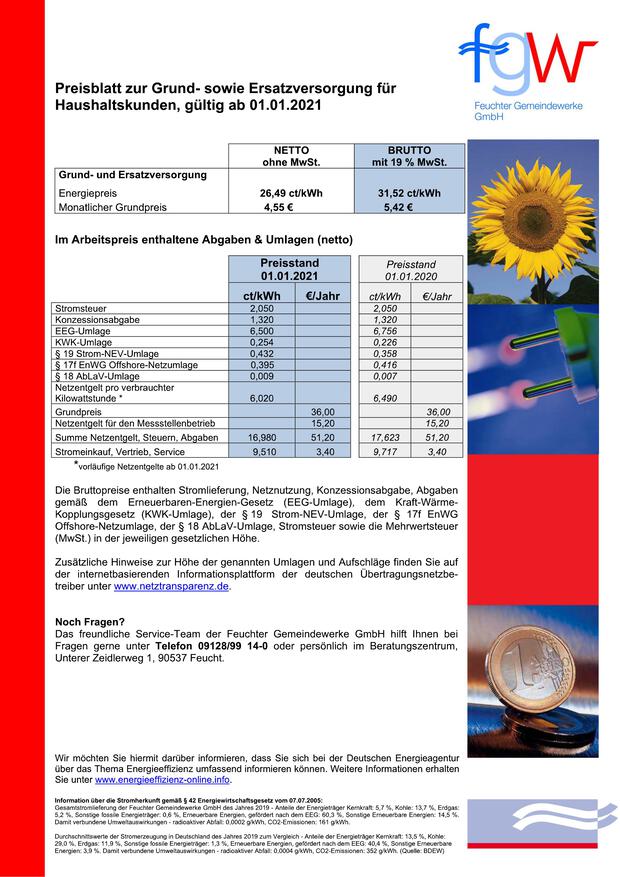 fgw
Feuchter Gemeindewerke
GmbH
Preisblatt zur Grund- sowie Ersatzversorgung für
Haushaltskunden, gültig ab 01.01.2021
NETTO BRUTTO
ohne MwSt. mit 19 % MwSt.
Grund- und Ersatzversorgung
Energiepreis 26,49 ct/kWh 31,52 ct/kWh
Monatlicher Grundpreis 4,55 € 5,42 €
Im Arbeitspreis enthaltene Abgaben & Umlagen (netto)
Preisstand Preisstand
01.01.2021 01.01.2020
ct/kWh €/Jahr ct/kWh €/Jahr
Stromsteuer 2,050 2,050
Konzessionsabgabe 1,320 1,320
EEG-Umlage 6,500 6,756
KWK-Umlage 0,254 0,226
§ 19 Strom-NEV-Umlage 0,432 0,358
§ 17f EnWG Offshore-Netzumlage 0,395 0,416
§ 18 AbLaV-Umlage 0,009 0,007
Netzentgelt pro verbrauchter
Kilowattstunde * 6,020 6,490
Grundpreis 36,00 36,00
Netzentgelt für den Messstellenbetrieb 15,20 15,20
Summe Netzentgelt, Steuern, Abgaben 16,980 51,20 17,623 51,20
Stromeinkauf, Vertrieb, Service 9,510 3,40 9,717 3,40
*vorläufige Netzentgelte ab 01.01.2021
Die Bruttopreise enthalten Stromlieferung, Netznutzung, Konzessionsabgabe, Abgaben
gemäß dem Erneuerbaren-Energien-Gesetz (EEG-Umlage), dem Kraft-Wärme-
Kopplungsgesetz (KWK-Umlage), der § 19 Strom-NEV-Umlage, der § 17f EnWG
Offshore-Netzumlage, der § 18 AbLaV-Umlage, Stromsteuer sowie die Mehrwertsteuer
(MwSt.) in der jeweiligen gesetzlichen Höhe.
Zusätzliche Hinweise zur Höhe der genannten Umlagen und Aufschläge finden Sie auf
der internetbasierenden Informationsplattform der deutschen Übertragungsnetzbe-
treiber unter www.netztransparenz.de.
Noch Fragen?
Das freundliche Service-Team der Feuchter Gemeindewerke GmbH hilft Ihnen bei
Fragen gerne unter Telefon 09128/99 14-0 oder persönlich im Beratungszentrum,
Unterer Zeidlerweg 1, 90537 Feucht.
Wir möchten Sie hiermit darüber informieren, dass Sie sich bei der Deutschen Energieagentur
über das Thema Energieeffizienz umfassend informieren können. Weitere Informationen erhalten
Sie unter www.energieeffizienz-online.info.
Information über die Stromherkunft gemäß § 42 Energiewirtschaftsgesetz vom 07.07.2005:
Gesamtstromlieferung der Feuchter Gemeindewerke GmbH des Jahres 2019 - Anteile der Energieträger Kernkraft: 5,7 %, Kohle: 13,7 %, Erdgas:
5,2 %, Sonstige fossile Energieträger: 0,6 %, Erneuerbare Energien, gefördert nach dem EEG: 60,3 %, Sonstige Erneuerbare Energien: 14,5 %.
Damit verbundene Umweltauswirkungen - radioaktiver Abfall: 0,0002 g/kWh, CO2-Emissionen: 161 g/kWh.
Durchschnittswerte der Stromerzeugung in Deutschland des Jahres 2019 zum Vergleich - Anteile der Energieträger Kernkraft: 13,5 %, Kohle:
29,0 %, Erdgas: 11,9 %, Sonstige fossile Energieträger: 1,3 %, Erneuerbare Energien, gefördert nach dem EEG: 40,4 %, Sonstige Erneuerbare
Energien: 3,9 %. Damit verbundene Umweltauswirkungen - radioaktiver Abfall: 0,0004 g/kWh, CO2-Emissionen: 352 g/kWh. (Quelle: BDEW)
1